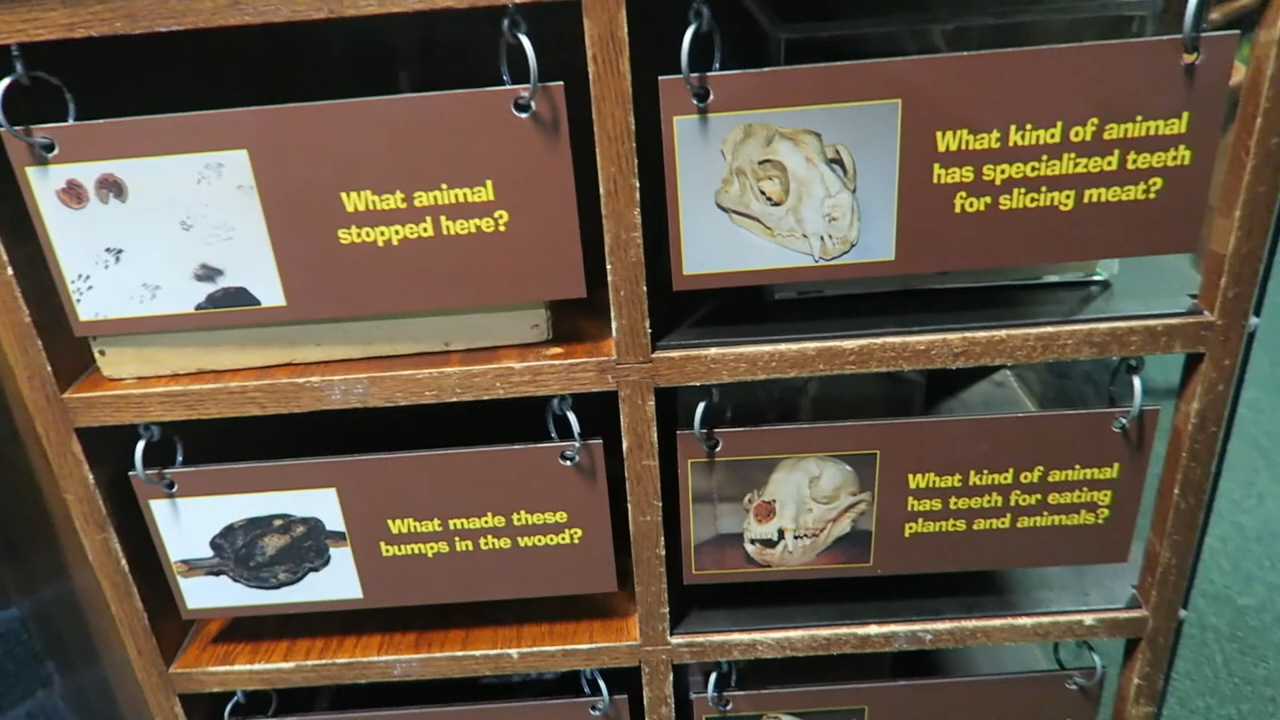 What animal
stopped here?
What kind of animal
has specialized teeth
for slicing meat?
What made these
bumps in the wood?
What kind of animal
has teeth for eating
plants and animals?